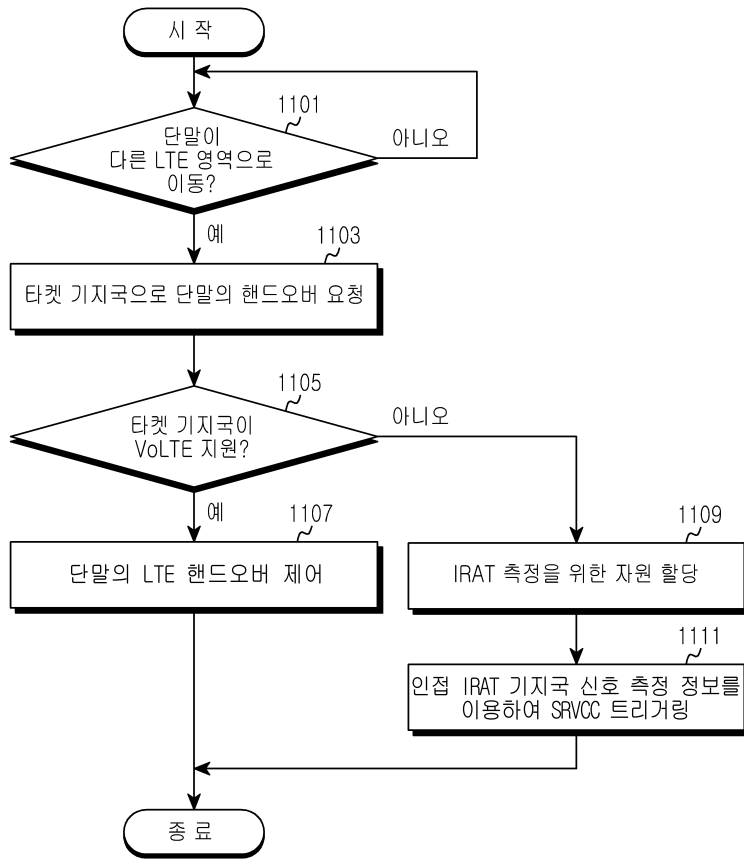 시 작
1101
단말이
다른 LTE 영역으로
이동?
아니오
예
1103
타켓 기지국으로 단말의 핸드오버 요청
1105
타켓 기지국이
VoLTE 지원?
아니오
예
1107
단말의 LTE 핸드오버 제어
1109
IRAT 측정을 위한 자원 할당
1111
인접 IRAT 기지국 신호 측정 정보를
이용하여 SRVCC 트리거링
종 료